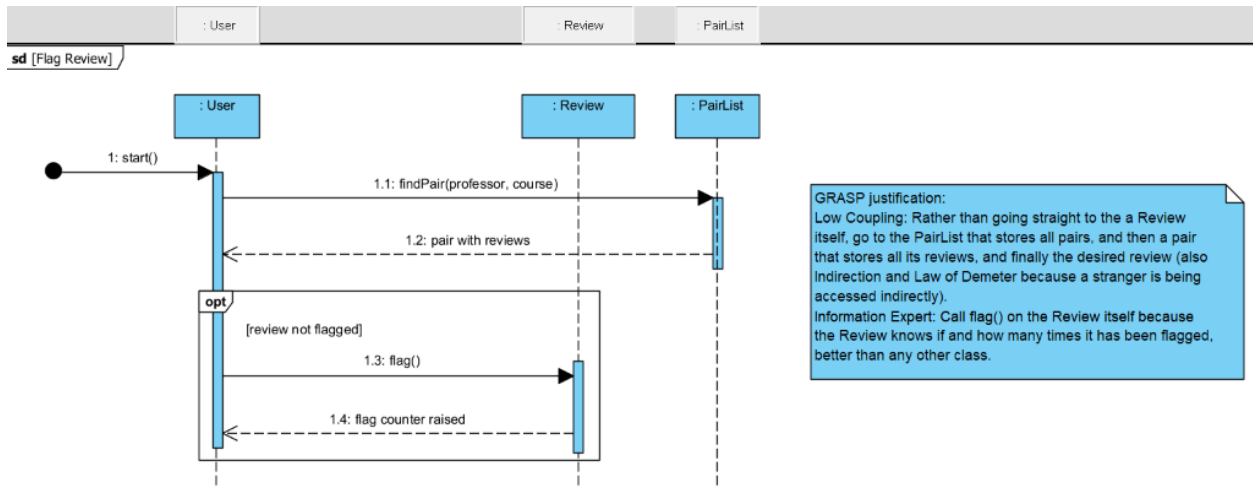 : User
: Review
: PairList
sd [Flag Review]
: User
: Review
: PairList
1: start()
1.1: findPair(professor, course)
1.2: pair with reviews
opt
[review not flagged]
1.3: flag()
1.4: flag counter raised
GRASP justification:
Low Coupling: Rather than going straight to the a Review
itself, go to the PairList that stores all pairs, and then a pair
that stores all its reviews, and finally the desired review (also
Indirection and Law of Demeter because a stranger is being
accessed indirectly).
Information Expert: Call flag() on the Review itself because
the Review knows if and how many times it has been flagged,
better than any other class.